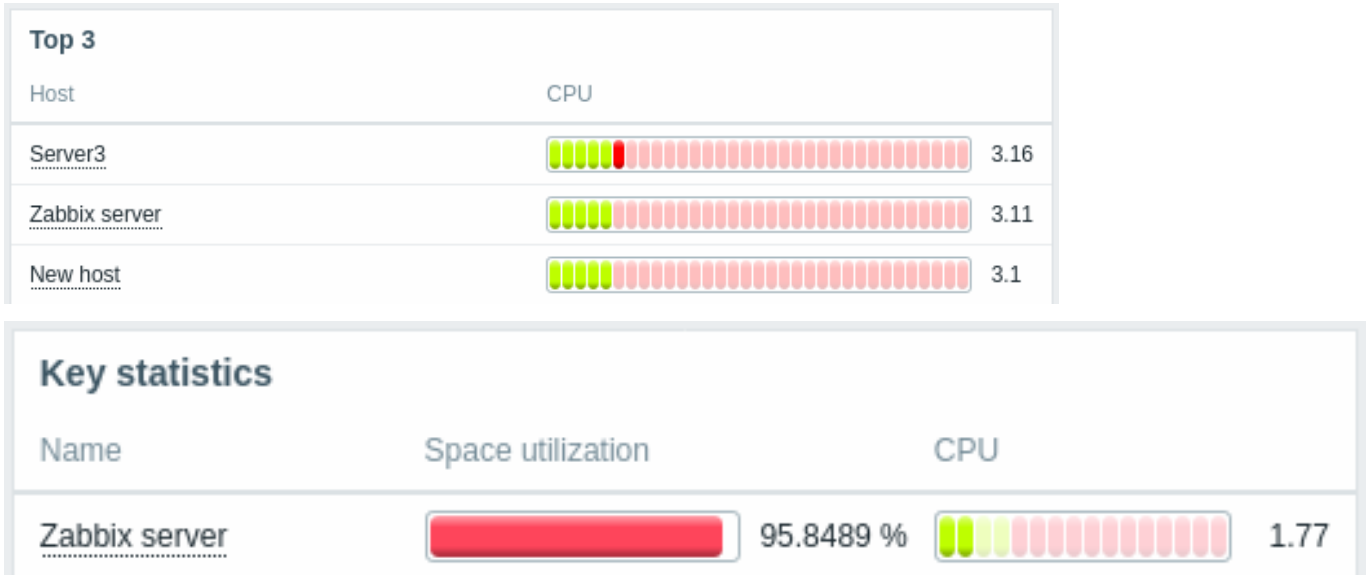 Top 3
Host CPU
Server3 3.16
Zabbix server 3.11
New host 3.1
Key statistics
Name Space utilization CPU
Zabbix server 95.8489 % 1.77